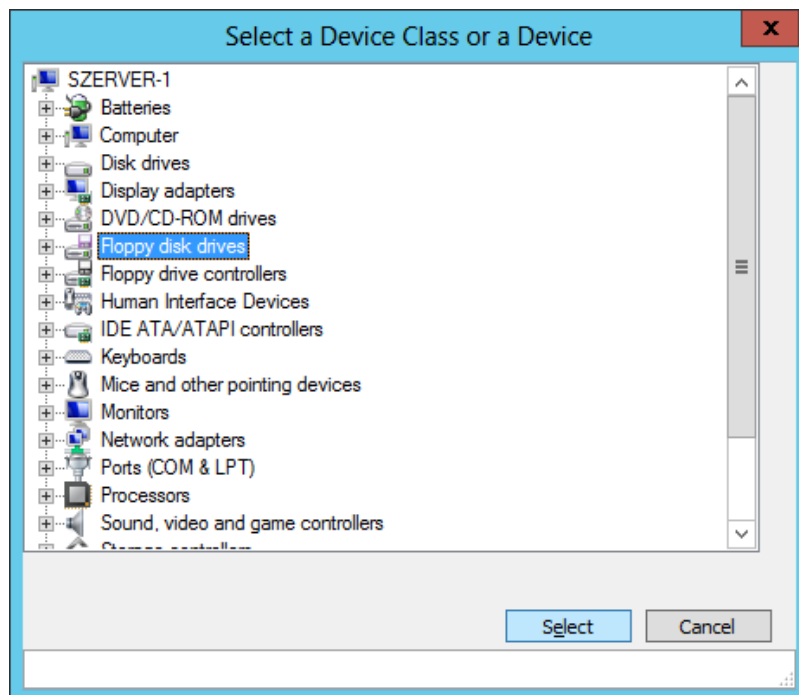 Select a Device Class or a Device
x
SZERVER-1
Batteries
Computer
Disk drives
Display adapters
DVD/CD-ROM drives
Floppy disk drives
Floppy drive controllers
Human Interface Devices
IDE ATA/ATAPI controllers
Keyboards
Mice and other pointing devices
Monitors
Network adapters
Ports (COM & LPT)
Processors
Sound, video and game controllers
Storage controllers
Select
Cancel